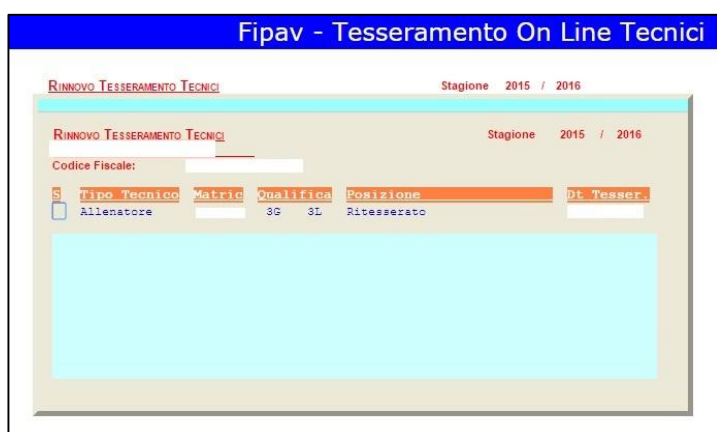 Fipav - Tesseramento On Line Tecnici
RINNOVO TESSERAMENTO TECNICI Stagione 2015 / 2016
RINNOVO TESSERAMENTO TECNICI Stagione 2015 / 2016
Codice Fiscale:
S Tipo Tecnico Matric Qualifica Posizione Dt Tesser.
Allenatore 3G 3L Ritesserato